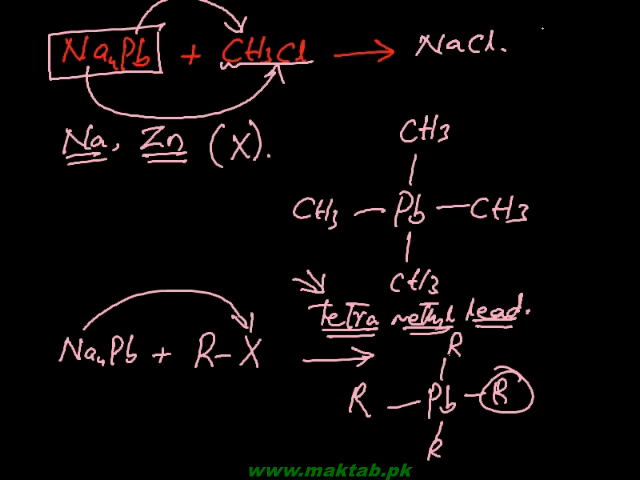 Na₄Pb + CH3Cl → NaCl.
Na, Zn (X).
CH3
CH3 — Pb — CH3
CH3
Tetra methyl lead.
Na₄Pb + R–X →
R
R — Pb — R
R
www.maktab.pk